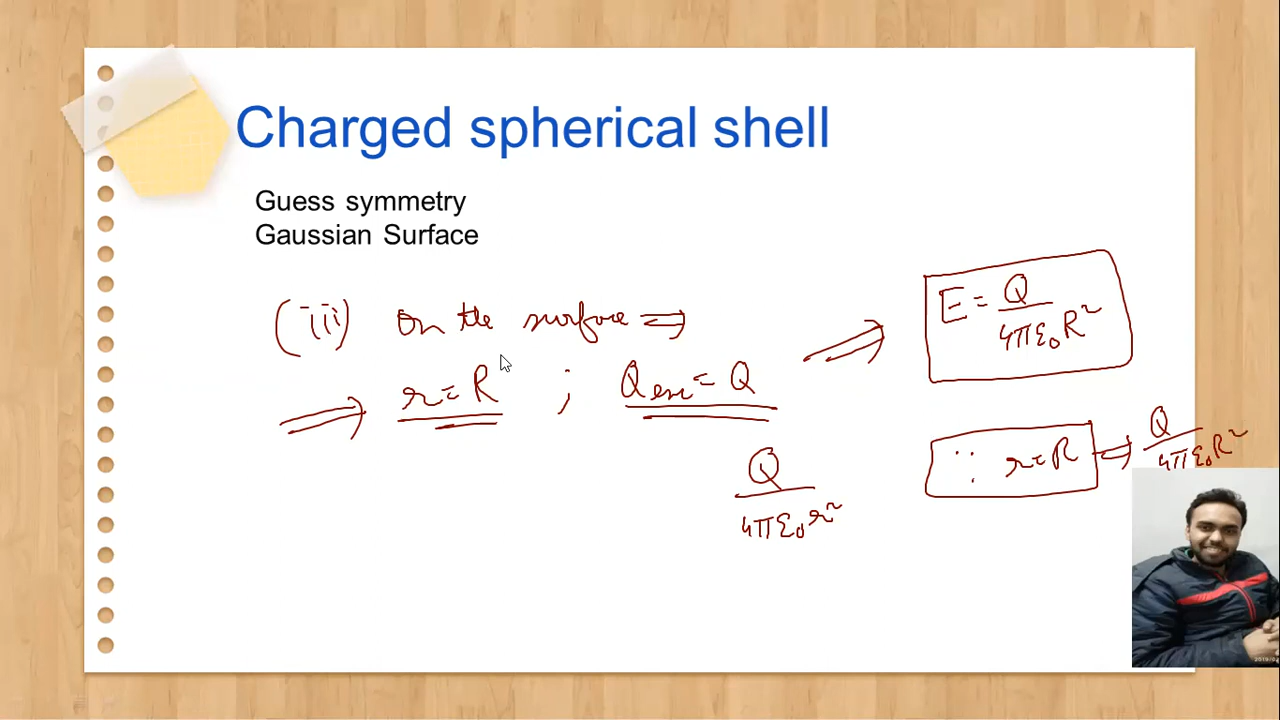 Charged spherical shell
Guess symmetry
Gaussian Surface
(iii) On the surface ⇒
⇒ r = R ; Qenc = Q
⇒ E = Q / 4πε₀R²
∵ r = R ⇒ Q / 4πε₀R²
Q / 4πε₀r²